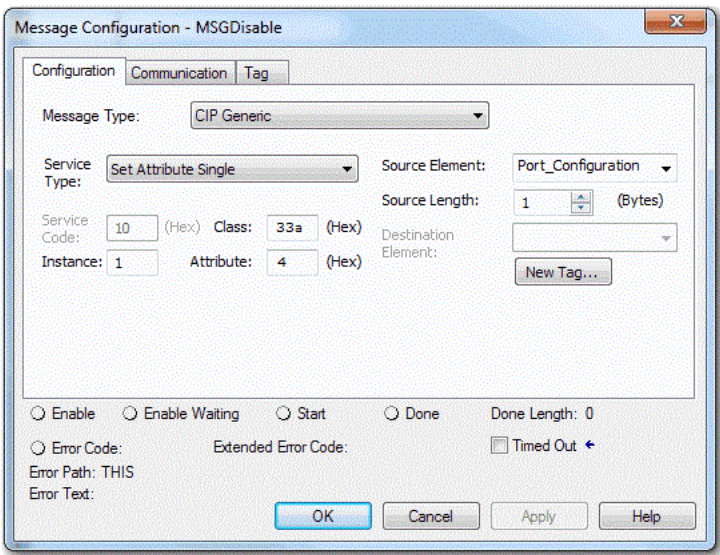 Message Configuration - MSGDisable
Configuration Communication Tag
Message Type: CIP Generic
Service Type: Set Attribute Single
Source Element: Port_Configuration
Source Length: 1 (Bytes)
Service Code: 10 (Hex) Class: 33a (Hex)
Destination Element:
Instance: 1 Attribute: 4 (Hex)
New Tag...
Enable Enable Waiting Start Done Done Length: 0
Error Code: Extended Error Code: Timed Out ←
Error Path: THIS
Error Text:
OK Cancel Apply Help